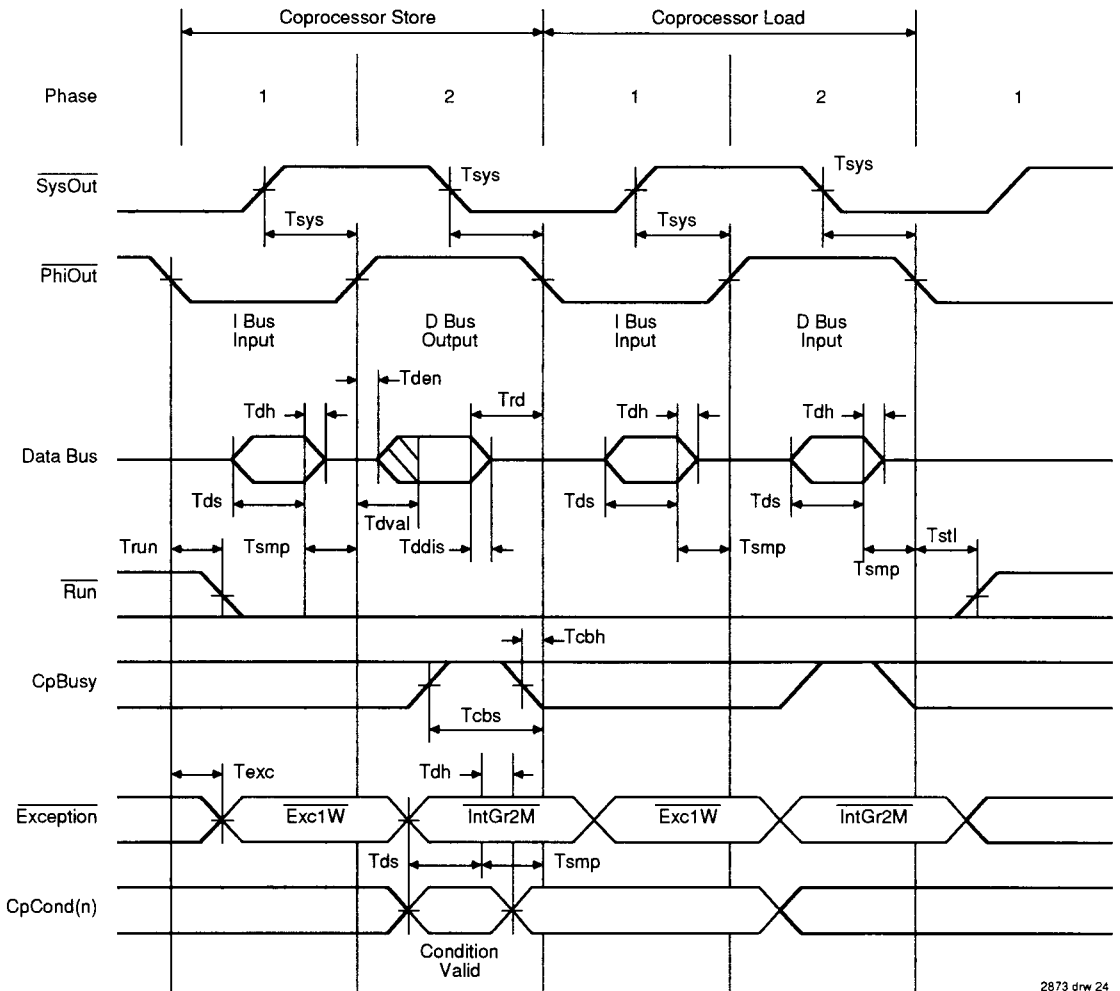 Coprocessor Store Coprocessor Load
Phase 1 2 1 2 1
SysOut Tsys Tsys
Tsys Tsys
PhiOut
I Bus Input D Bus Output I Bus Input D Bus Input
Tden
Tdh Trd Tdh Tdh
Data Bus
Tds Tdval Tds Tds
Trun Tsmp Tddis Tsmp Tsmp Tstl
Run
Tcbh
CpBusy
Tcbs
Texc Tdh
Exception Exc1W IntGr2M Exc1W IntGr2M
Tds Tsmp
CpCond(n)
Condition
Valid
2873 drw 24